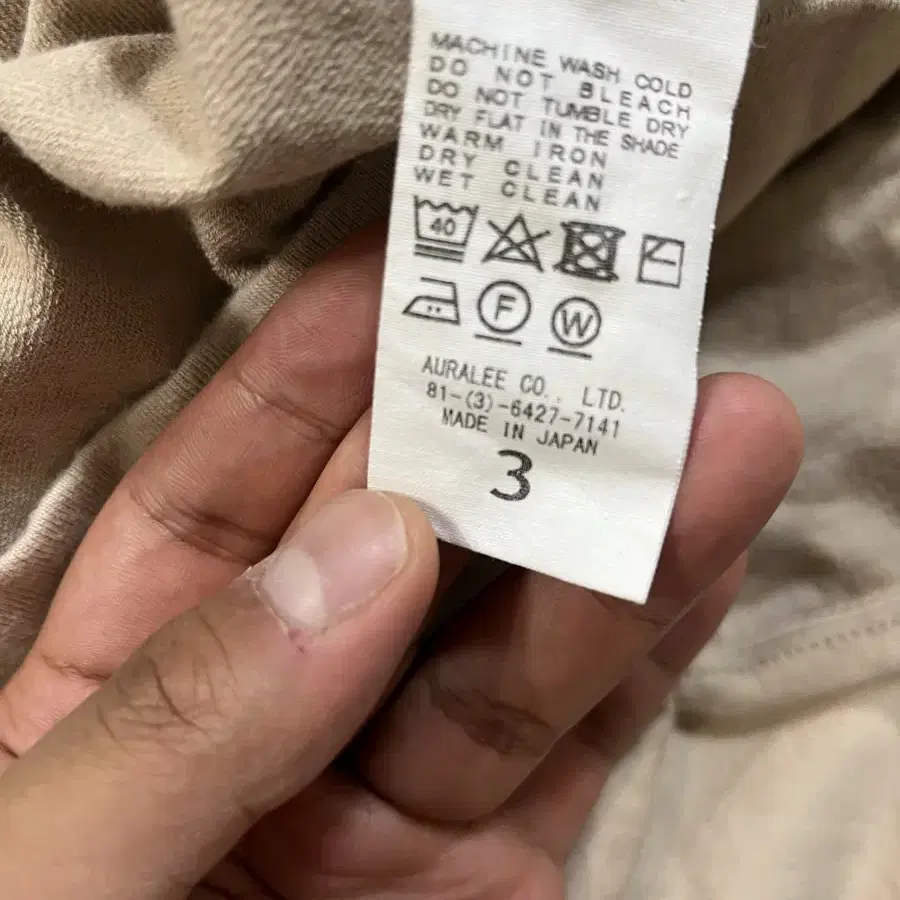 MACHINE WASH COLD
DO NOT BLEACH
DO NOT TUMBLE DRY
DRY FLAT IN THE SHADE
WARM IRON
DRY CLEAN
WET CLEAN
40
F W
AURALEE CO., LTD.
81-(3)-6427-7141
MADE IN JAPAN
3